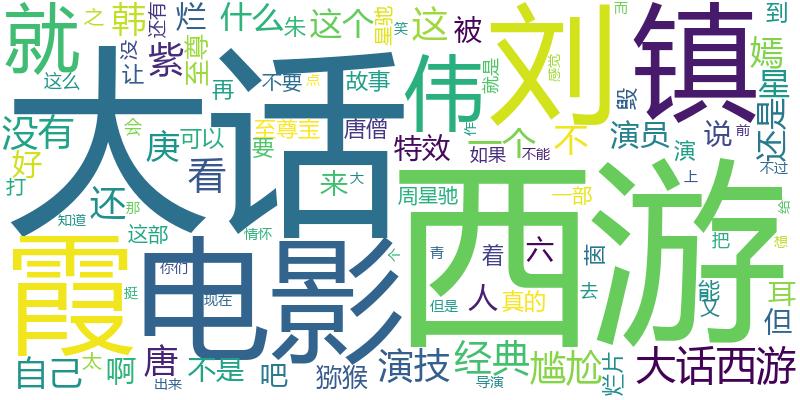 就
之
韩
还有
烂
什么
朱
这个
星驰
笑
这
被
刘
而
镇
到
嫣
让
没
紫
至尊
再
不要
点
故事
伟
就是
感觉
毁
星
这么
大话
没有
会
庚
可以
至尊宝
要
唐僧
特效
作
一个
如果
不能
不
演员
演
说
前
还是
好
打
看
来
大
周星驰
西游
一部
上
不过
还
那
知道
这部
情怀
霞
电影
你们
现在
挺
个
青
着
六
茵
把
给
想
但是
人
真的
去
能
又
耳
但
自己
太
啊
唐
出来
不是
吧
猕猴
演技
经典
导演
尴尬
烂片
大话西游